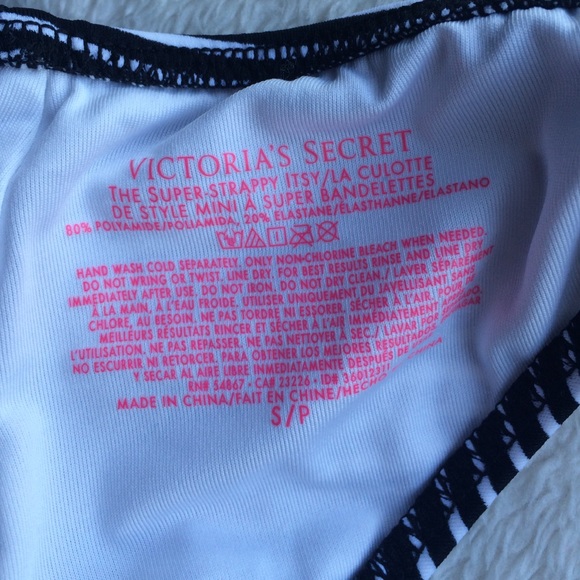 VICTORIA'S SECRET
THE SUPER-STRAPPY ITSY/LA CULOTTE
DE STYLE MINI À SUPER BANDELETTES
80% POLYAMIDE/POLIAMIDA, 20% ELASTANE/ÉLASTHANNE/ELASTANO
HAND WASH COLD SEPARATELY. ONLY NON-CHLORINE BLEACH WHEN NEEDED.
DO NOT WRING OR TWIST. LINE DRY. FOR BEST RESULTS RINSE AND LINE DRY
IMMEDIATELY AFTER USE. DO NOT IRON. DO NOT DRY CLEAN./ LAVER SÉPARÉMENT
À LA MAIN, À L'EAU FROIDE. UTILISER UNIQUEMENT DU JAVELLISANT SANS
CHLORE, AU BESOIN. NE PAS TORDRE NI ESSORER. SÉCHER À L'AIR. POUR DE
MEILLEURS RÉSULTATS RINCER ET SÉCHER À L'AIR IMMÉDIATEMENT APRÈS
L'UTILISATION. NE PAS REPASSER. NE PAS NETTOYER À SEC./ LAVAR POR SEPARAR
NO ESCURRIR NI RETORCER. PARA OBTENER LOS MEJORES RESULTADOS
Y SECAR AL AIRE LIBRE INMEDIATAMENTE DESPUÉS DE
RN# 54867 • CA# 23226 • ID# 36012311
MADE IN CHINA/FAIT EN CHINE/HECHO
S/P